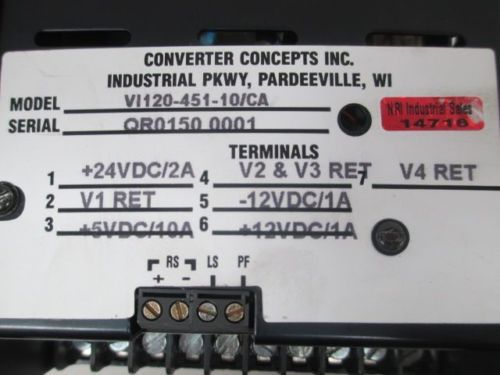 CONVERTER CONCEPTS INC.
INDUSTRIAL PKWY, PARDEEVILLE, WI
MODEL VI120-451-10/CA
SERIAL QR0150 0001
N.R.I Industrial Sales
14718
TERMINALS
1 +24VDC/2A 4 V2 & V3 RET 7 V4 RET
2 V1 RET 5 -12VDC/1A
3 +5VDC/10A 6 +12VDC/1A
RS LS PF
+ -